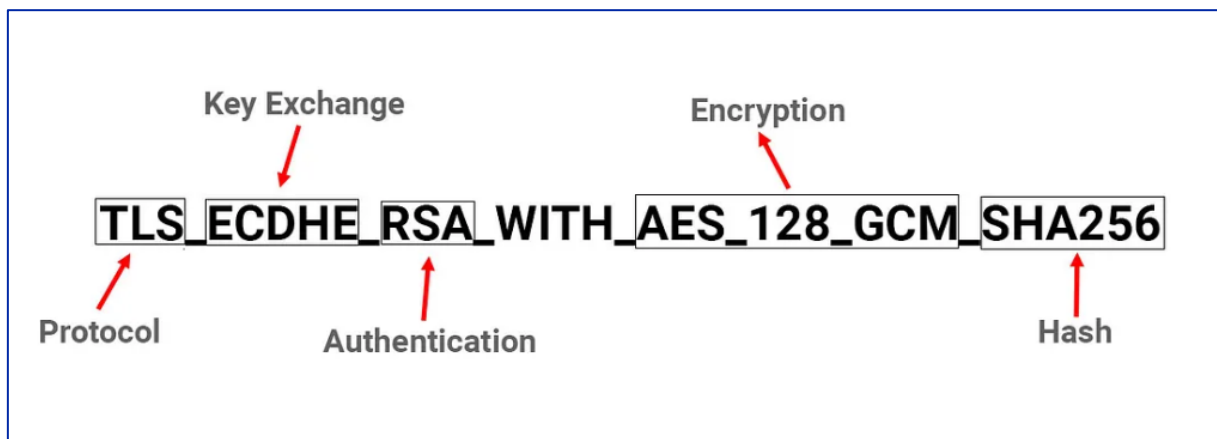 Key Exchange
Encryption
TLS_ECDHE_RSA_WITH_AES_128_GCM_SHA256
Protocol
Authentication
Hash